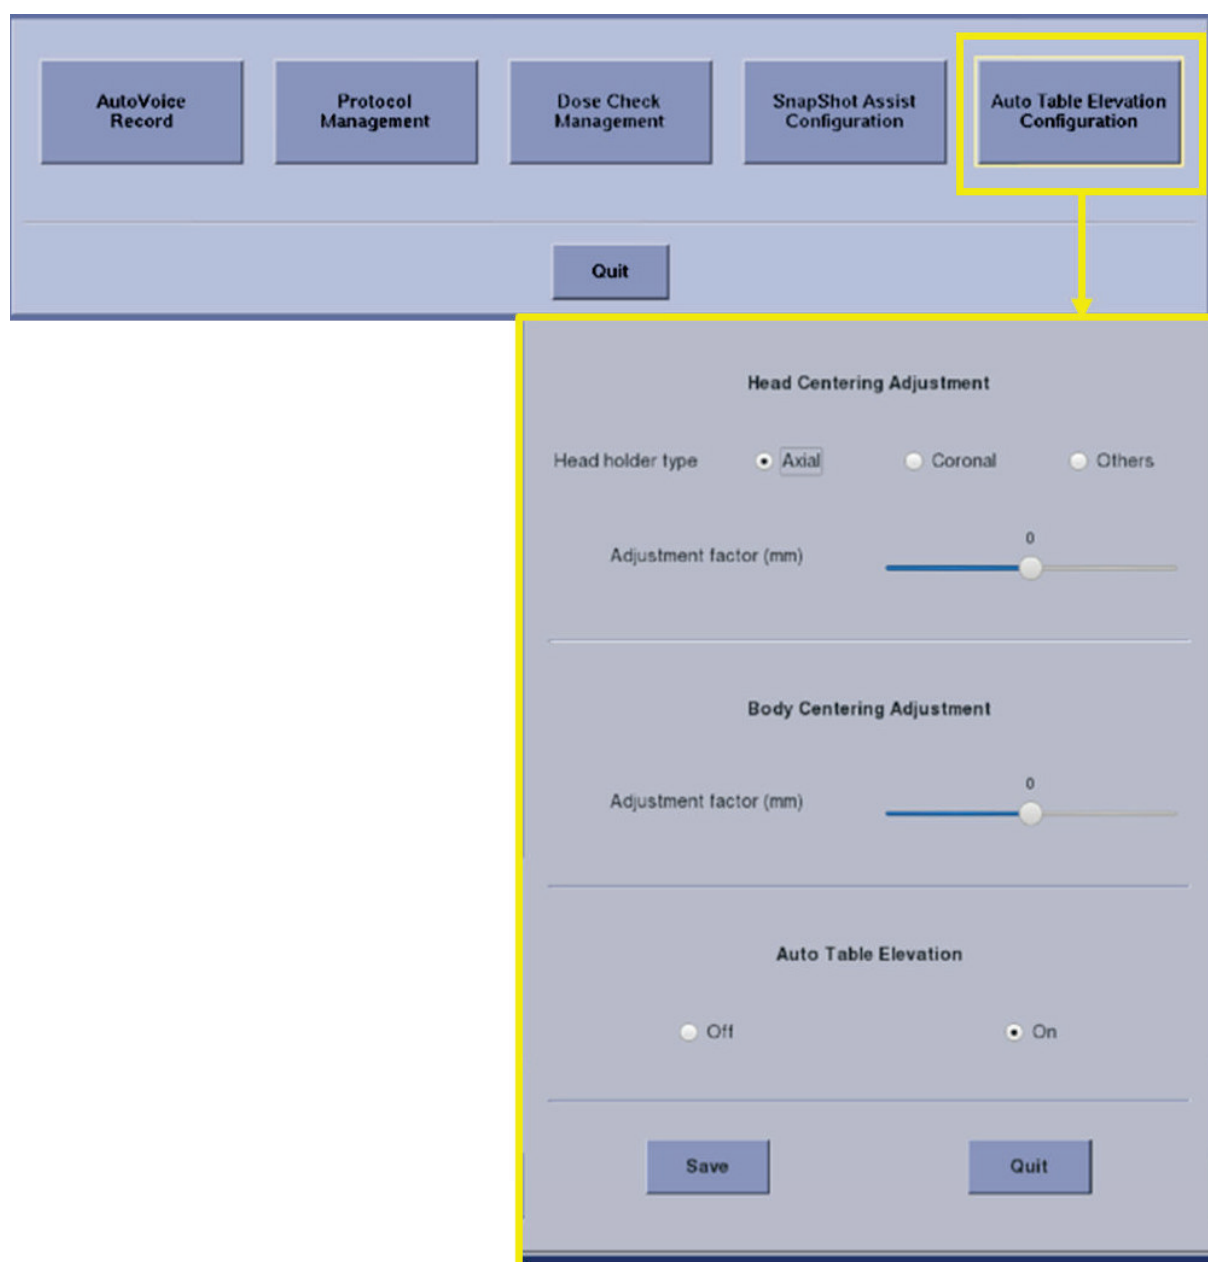 AutoVoice
Record
Protocol
Management
Dose Check
Management
SnapShot Assist
Configuration
Auto Table Elevation
Configuration
Quit
Head Centering Adjustment
Head holder type Axial Coronal Others
0
Adjustment factor (mm)
Body Centering Adjustment
0
Adjustment factor (mm)
Auto Table Elevation
Off On
Save Quit